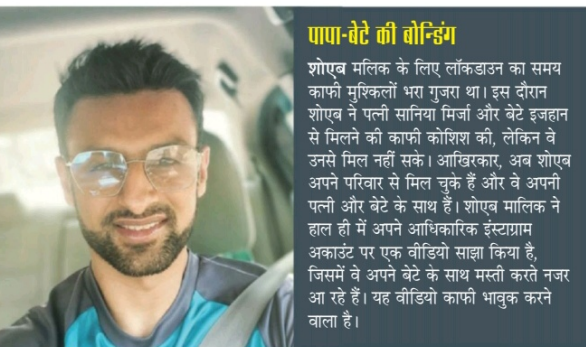 पापा-बेटे की बोन्डिंग
शोएब मलिक के लिए लॉकडाउन का समय
काफी मुश्किलों भरा गुजरा था। इस दौरान
शोएब ने पत्नी सानिया मिर्जा और बेटे इजहान
से मिलने की काफी कोशिश की, लेकिन वे
उनसे मिल नहीं सके। आखिरकार, अब शोएब
अपने परिवार से मिल चुके हैं और वे अपनी
पत्नी और बेटे के साथ हैं। शोएब मालिक ने
हाल ही में अपने आधिकारिक इंस्टाग्राम
अकाउंट पर एक वीडियो साझा किया है,
जिसमें वे अपने बेटे के साथ मस्ती करते नजर
आ रहे हैं। यह वीडियो काफी भावुक करने
वाला है।